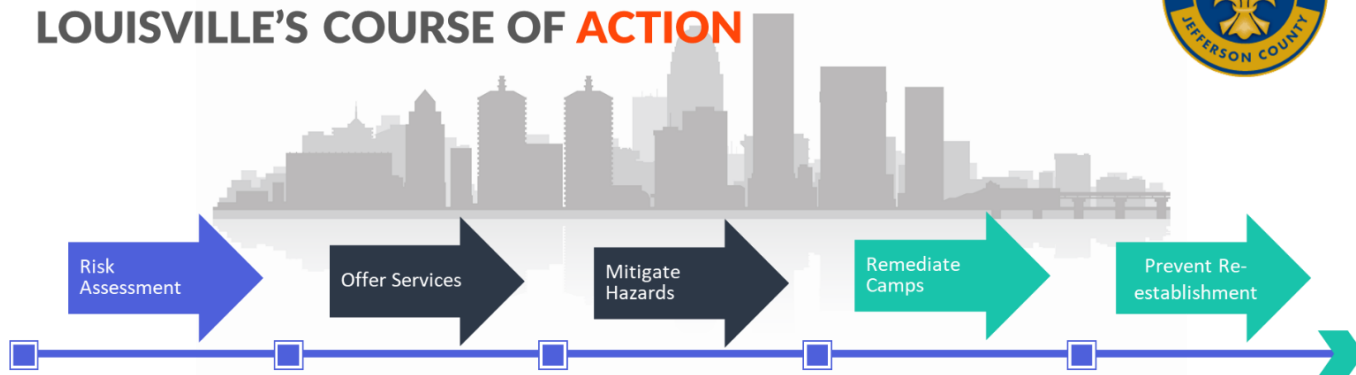 LOUISVILLE'S COURSE OF ACTION
JEFFERSON COUNTY
Risk
Assessment
Offer Services
Mitigate
Hazards
Remediate
Camps
Prevent Re-
establishment